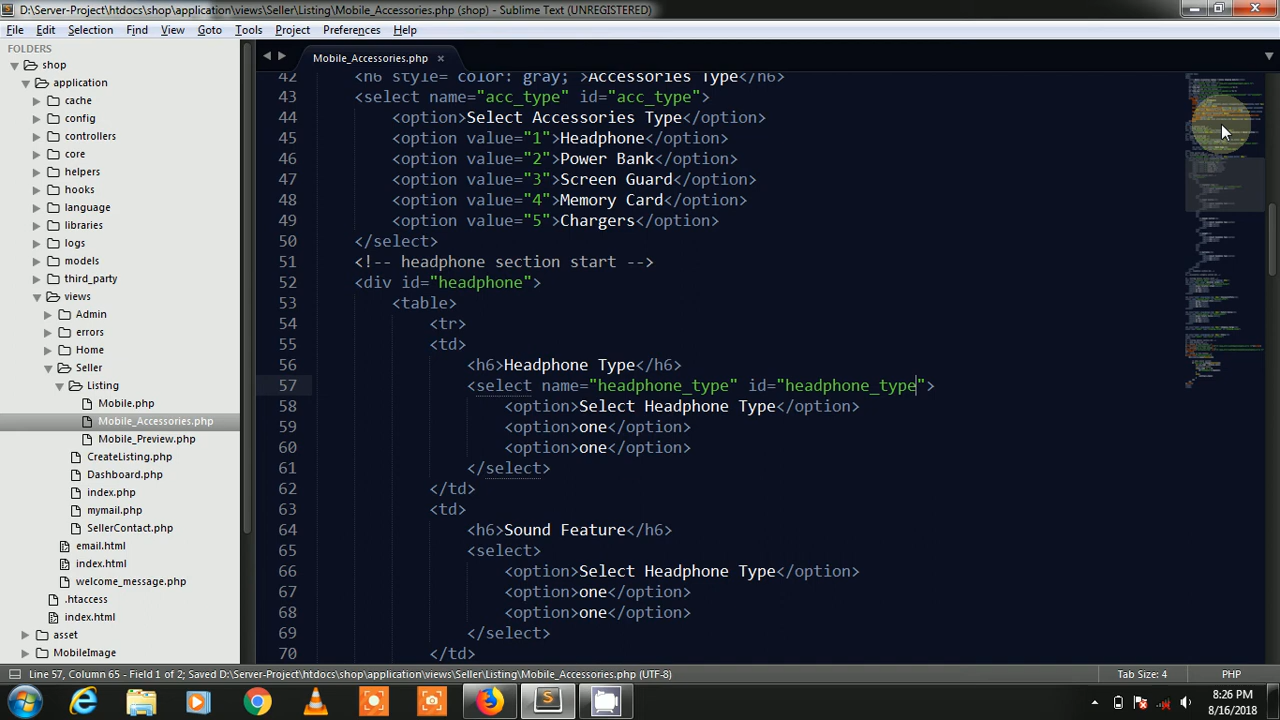 D:\Server-Project\htdocs\shop\application\views\Seller\Listing\Mobile_Accessories.php (shop) - Sublime Text (UNREGISTERED)
File Edit Selection Find View Goto Tools Project Preferences Help
FOLDERS
shop
application
cache
config
controllers
core
helpers
hooks
language
libraries
logs
models
third_party
views
Admin
errors
Home
Seller
Listing
Mobile.php
Mobile_Accessories.php
Mobile_Preview.php
CreateListing.php
Dashboard.php
index.php
mymail.php
SellerContact.php
email.html
index.html
welcome_message.php
.htaccess
index.html
asset
MobileImage
Mobile_Accessories.php ×
42 <h6 style= color: gray; >Accessories Type</h6>
43 <select name="acc_type" id="acc_type">
44 <option>Select Accessories Type</option>
45 <option value="1">Headphone</option>
46 <option value="2">Power Bank</option>
47 <option value="3">Screen Guard</option>
48 <option value="4">Memory Card</option>
49 <option value="5">Chargers</option>
50 </select>
51 <!-- headphone section start -->
52 <div id="headphone">
53 <table>
54 <tr>
55 <td>
56 <h6>Headphone Type</h6>
57 <select name="headphone_type" id="headphone_type">
58 <option>Select Headphone Type</option>
59 <option>one</option>
60 <option>one</option>
61 </select>
62 </td>
63 <td>
64 <h6>Sound Feature</h6>
65 <select>
66 <option>Select Headphone Type</option>
67 <option>one</option>
68 <option>one</option>
69 </select>
70 </td>
Line 57, Column 65 - Field 1 of 2; Saved D:\Server-Project\htdocs\shop\application\views\Seller\Listing\Mobile_Accessories.php (UTF-8)
Tab Size: 4
PHP
8:26 PM
8/16/2018